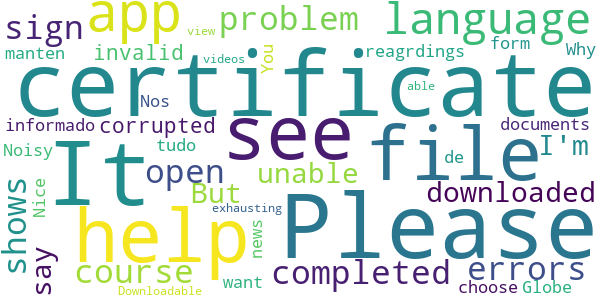 sign app problem language
manten invalid You view form Why
reagrdings
certificate
videos
Nos able
informado corrupted see file documents
Noisy tudo It de I'm
open unable
shows Nice But Please downloaded
help exhausting
say course news completed errors
want choose Globe
Downloadable